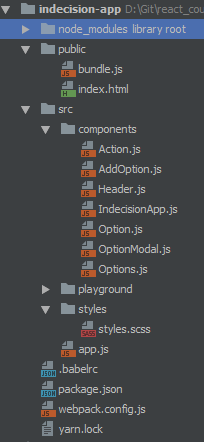 indecision-app D:\Git\react_cou
node_modules library root
public
bundle.js
index.html
src
components
Action.js
AddOption.js
Header.js
IndecisionApp.js
Option.js
OptionModal.js
Options.js
playground
styles
styles.scss
app.js
.babelrc
package.json
webpack.config.js
yarn.lock